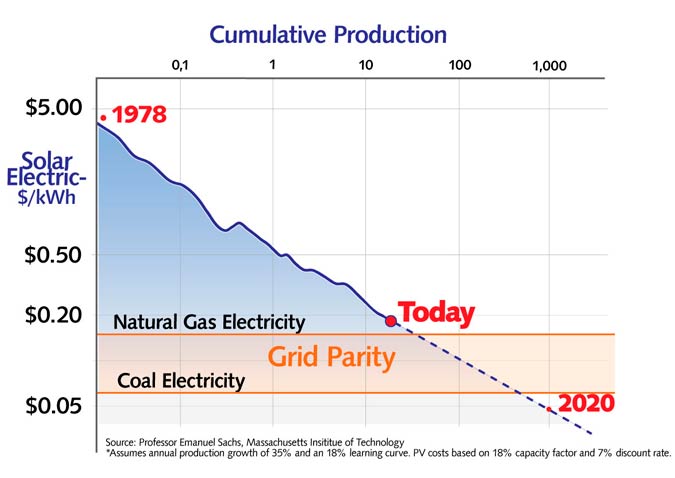 Cumulative Production
0,1 1 10 100 1,000
$5.00
1978
Solar
Electric-
$/kWh
$0.50
$0.20
Today
Natural Gas Electricity
Grid Parity
Coal Electricity
$0.05
2020
Source: Professor Emanuel Sachs, Massachusetts Insititue of Technology
*Assumes annual production growth of 35% and an 18% learning curve. PV costs based on 18% capacity factor and 7% discount rate.